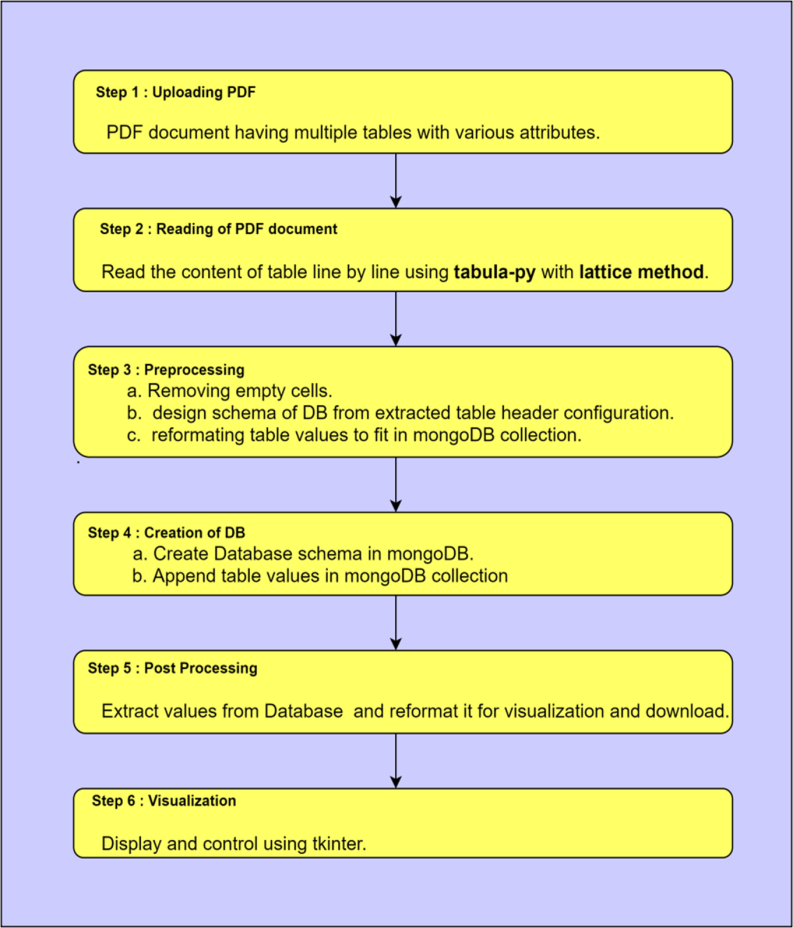 Step 1 : Uploading PDF
PDF document having multiple tables with various attributes.
Step 2 : Reading of PDF document
Read the content of table line by line using tabula-py with lattice method.
Step 3 : Preprocessing
a. Removing empty cells.
b. design schema of DB from extracted table header configuration.
c. reformating table values to fit in mongoDB collection.
Step 4 : Creation of DB
a. Create Database schema in mongoDB.
b. Append table values in mongoDB collection
Step 5 : Post Processing
Extract values from Database and reformat it for visualization and download.
Step 6 : Visualization
Display and control using tkinter.